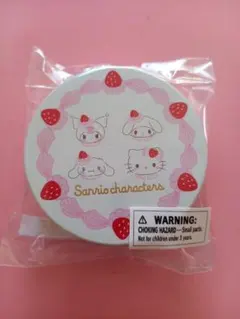 Sanrio characters
WARNING:
CHOKING HAZARD—Small parts.
Not for children under 3 years.